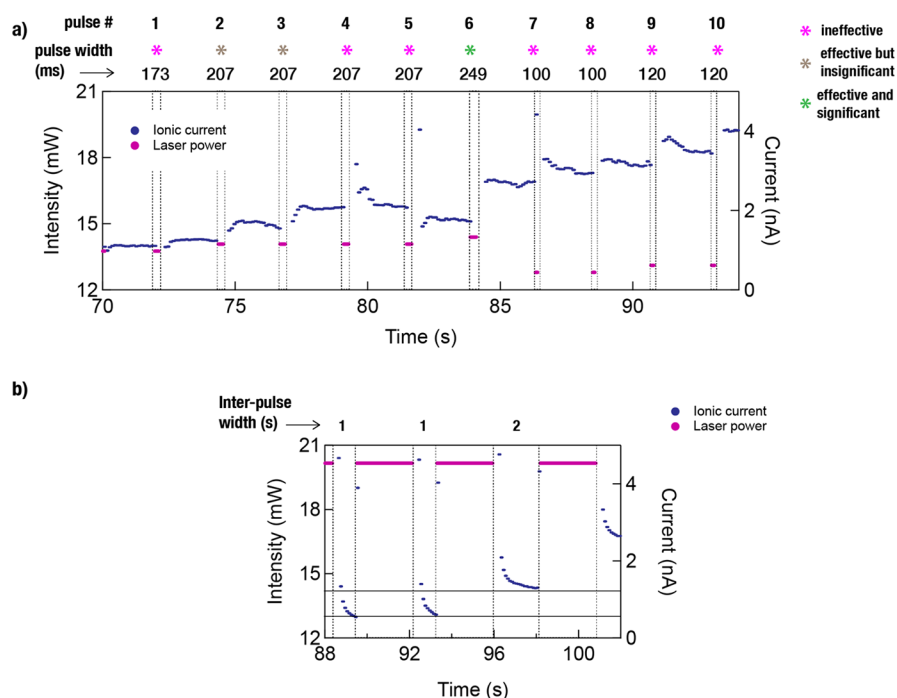 a)
pulse # 1 2 3 4 5 6 7 8 9 10
pulse width
(ms) 173 207 207 207 207 249 100 100 120 120
* ineffective
* effective but
insignificant
* effective and
significant
Ionic current
Laser power
Intensity (mW)
21
18
15
12
Current (nA)
4
2
0
70 75 80 85 90
Time (s)
b)
Inter-pulse
width (s) 1 1 2
Ionic current
Laser power
Intensity (mW)
21
18
15
12
Current (nA)
4
2
0
88 92 96 100
Time (s)